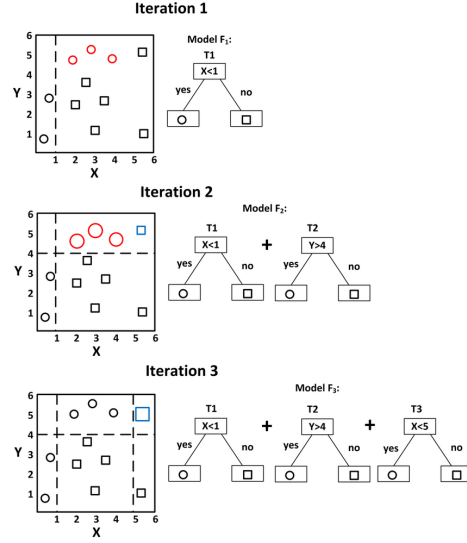 Iteration 1
Model F₁:
T1
X<1
yes
no
6
5
4
Y 3
2
1
1 2 3 4 5 6
X
Iteration 2
Model F₂:
T1 + T2
X<1 Y>4
yes no yes no
6
5
4
Y 3
2
1
1 2 3 4 5 6
X
Iteration 3
Model F₃:
T1 + T2 + T3
X<1 Y>4 X<5
yes no yes no yes no
6
5
4
Y 3
2
1
1 2 3 4 5 6
X